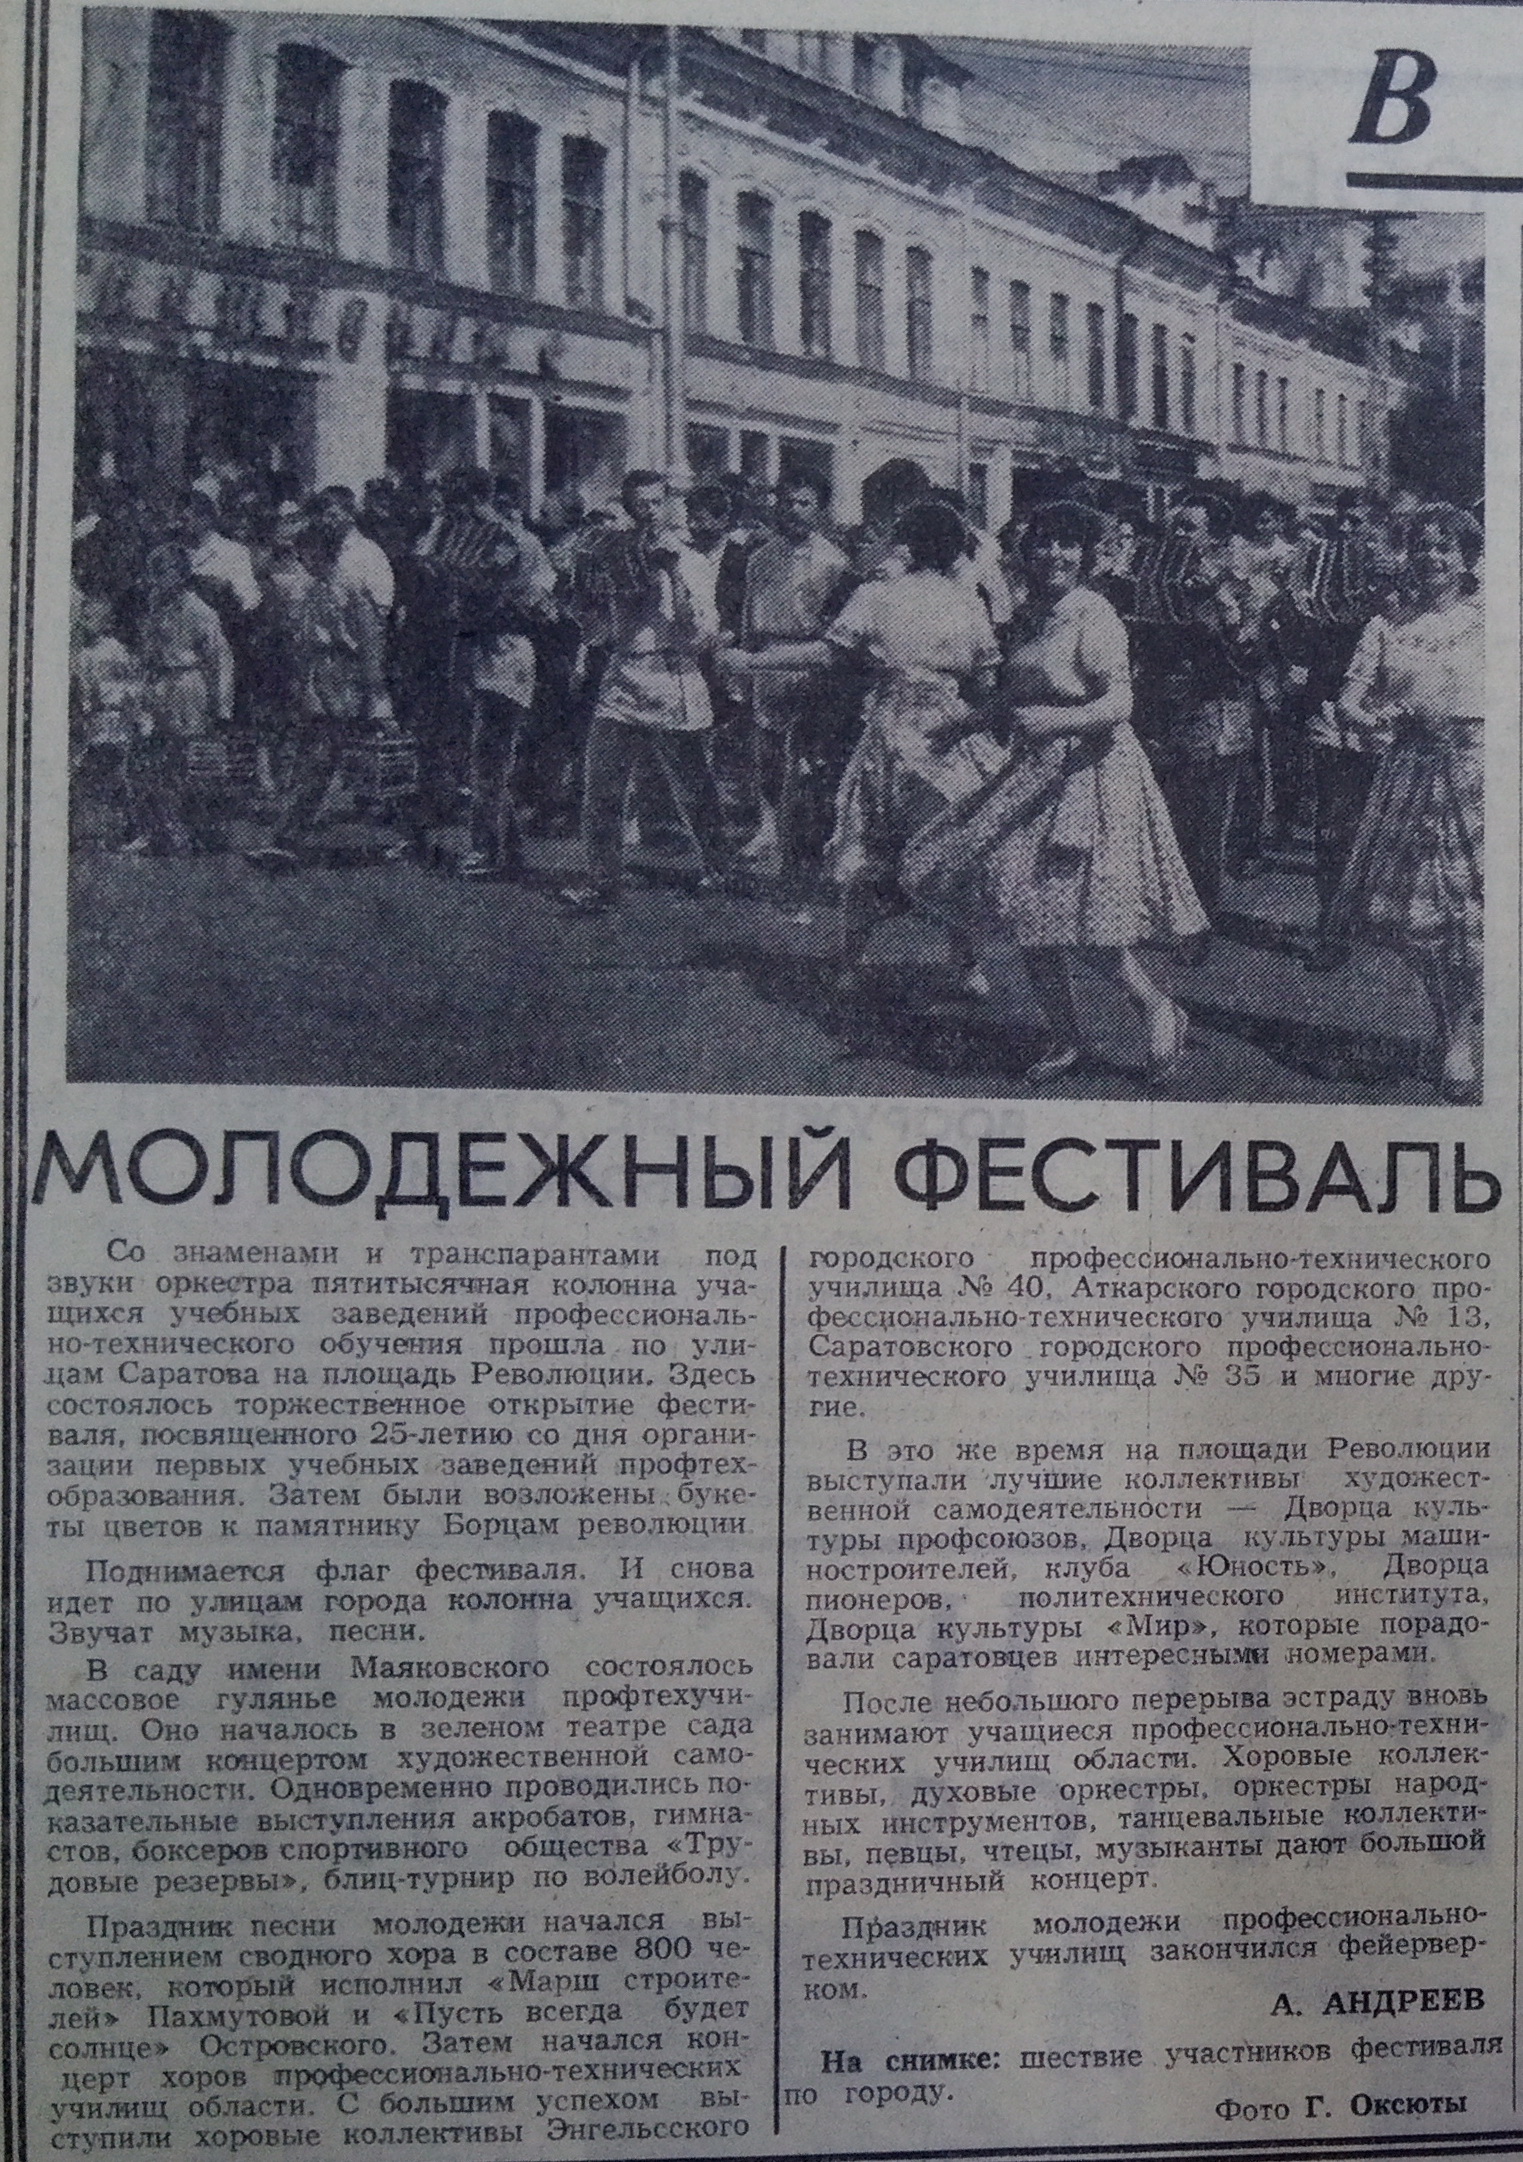 В
МОЛОДЕЖНЫЙ ФЕСТИВАЛЬ
Со знаменами и транспарантами под
звуки оркестра пятитысячная колонна уча-
щихся учебных заведений профессиональ-
но-технического обучения прошла по ули-
цам Саратова на площадь Революции. Здесь
состоялось торжественное открытие фести-
валя, посвященного 25-летию со дня органи-
зации первых учебных заведений профтех-
образования. Затем были возложены буке-
ты цветов к памятнику Борцам революции.
Поднимается флаг фестиваля. И снова
идет по улицам города колонна учащихся.
Звучат музыка, песни.
В саду имени Маяковского состоялось
массовое гулянье молодежи профтехучи-
лищ. Оно началось в зеленом театре сада
большим концертом художественной само-
деятельности. Одновременно проводились по-
казательные выступления акробатов, гимна-
стов, боксеров спортивного общества «Тру-
довые резервы», блиц-турнир по волейболу.
Праздник песни молодежи начался вы-
ступлением сводного хора в составе 800 че-
ловек, который исполнил «Марш строите-
лей» Пахмутовой и «Пусть всегда будет
солнце» Островского. Затем начался кон-
церт хоров профессионально-технических
училищ области. С большим успехом вы-
ступили хоровые коллективы Энгельсского
городского профессионально-технического
училища № 40, Аткарского городского про-
фессионально-технического училища № 13,
Саратовского городского профессионально-
технического училища № 35 и многие дру-
гие.
В это же время на площади Революции
выступали лучшие коллективы художест-
венной самодеятельности — Дворца куль-
туры профсоюзов, Дворца культуры маши-
ностроителей, клуба «Юность», Дворца
пионеров, политехнического института,
Дворца культуры «Мир», которые порадо-
вали саратовцев интересными номерами.
После небольшого перерыва эстраду вновь
занимают учащиеся профессионально-техни-
ческих училищ области. Хоровые коллек-
тивы, духовые оркестры, оркестры народ-
ных инструментов, танцевальные коллекти-
вы, певцы, чтецы, музыканты дают большой
праздничный концерт.
Праздник молодежи профессионально-
технических училищ закончился фейервер-
ком.
А. АНДРЕЕВ
На снимке: шествие участников фестиваля
по городу.
Фото Г. Оксюты